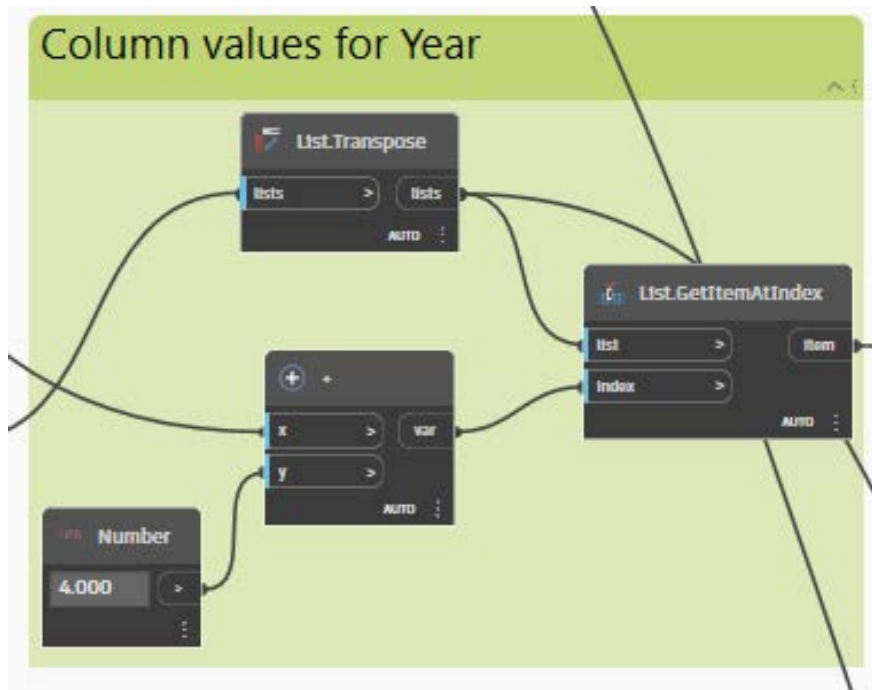 Column values for Year
List.Transpose
lists > lists
AUTO
List.GetItemAtIndex
list > item
index >
AUTO
+
x > var
y >
AUTO
Number
4.000 >